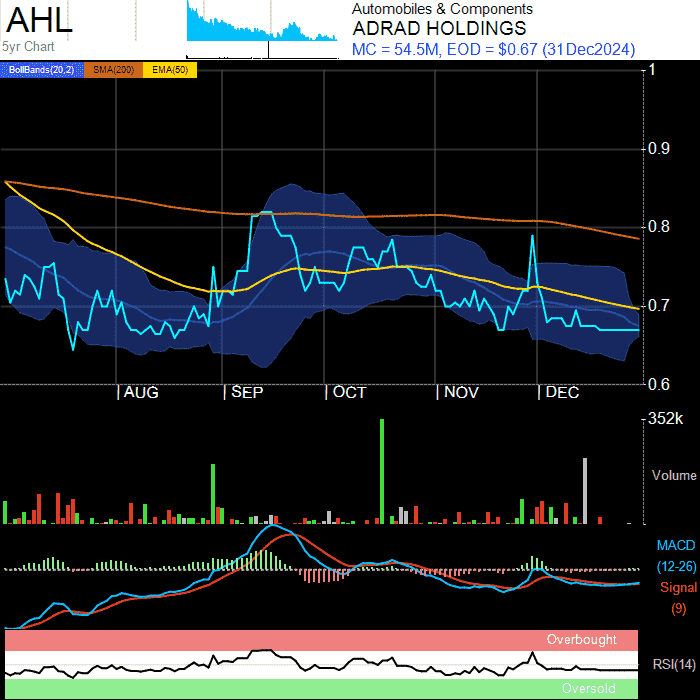 AHL
5yr Chart
Automobiles & Components
ADRAD HOLDINGS
MC = 54.5M, EOD = $0.67 (31Dec2024)
BollBands(20,2) SMA(200) EMA(50)
1
0.9
0.8
0.7
0.6
AUG SEP OCT NOV DEC
352k
Volume
MACD
(12-26)
Signal
(9)
Overbought
RSI(14)
Oversold